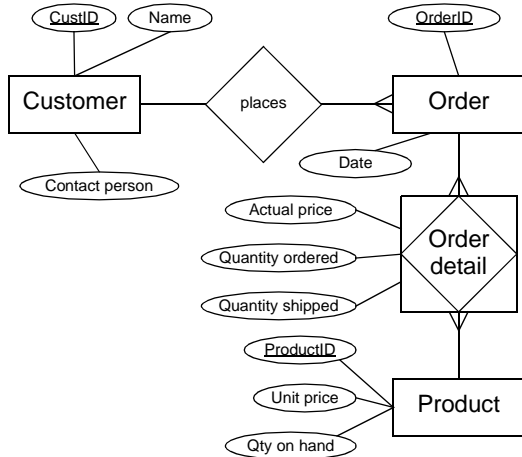 CustID
Name
OrderID
Customer
places
Order
Contact person
Date
Actual price
Quantity ordered
Quantity shipped
Order
detail
ProductID
Unit price
Qty on hand
Product